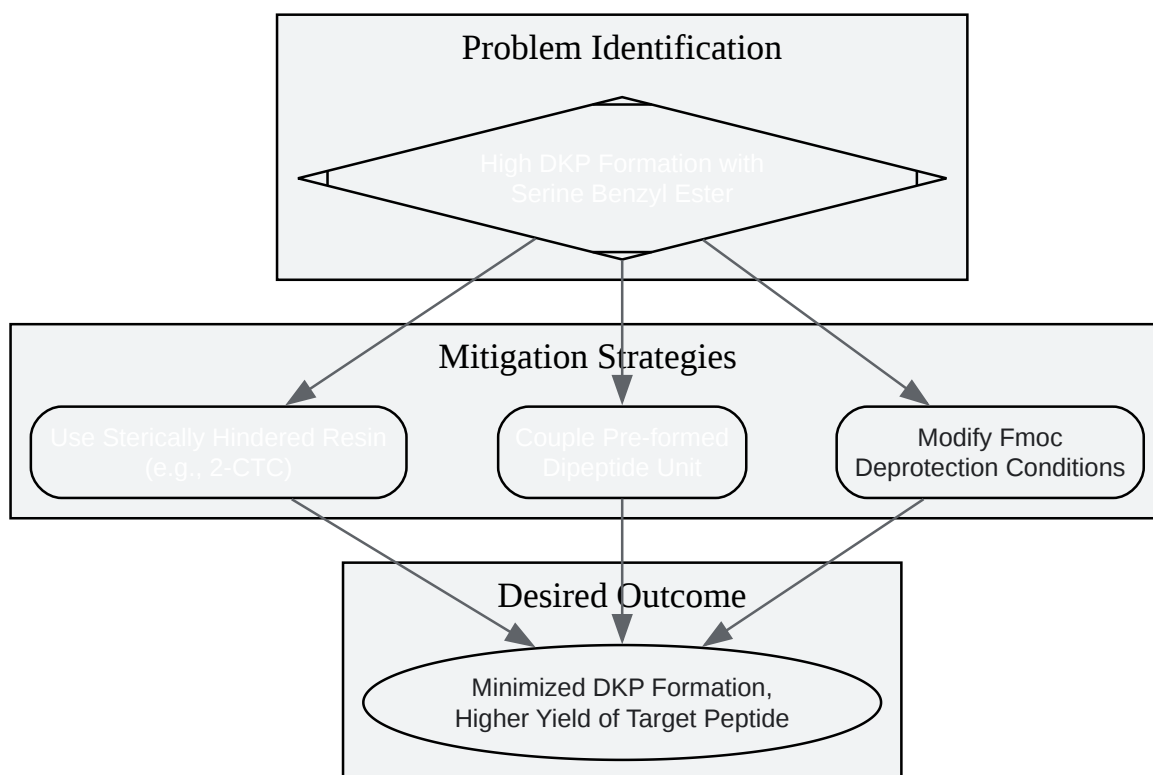 Problem Identification
High DKP Formation with
Serine Benzyl Ester
Mitigation Strategies
Use Sterically Hindered Resin
(e.g., 2-CTC)
Couple Pre-formed
Dipeptide Unit
Modify Fmoc
Deprotection Conditions
Desired Outcome
Minimized DKP Formation,
Higher Yield of Target Peptide